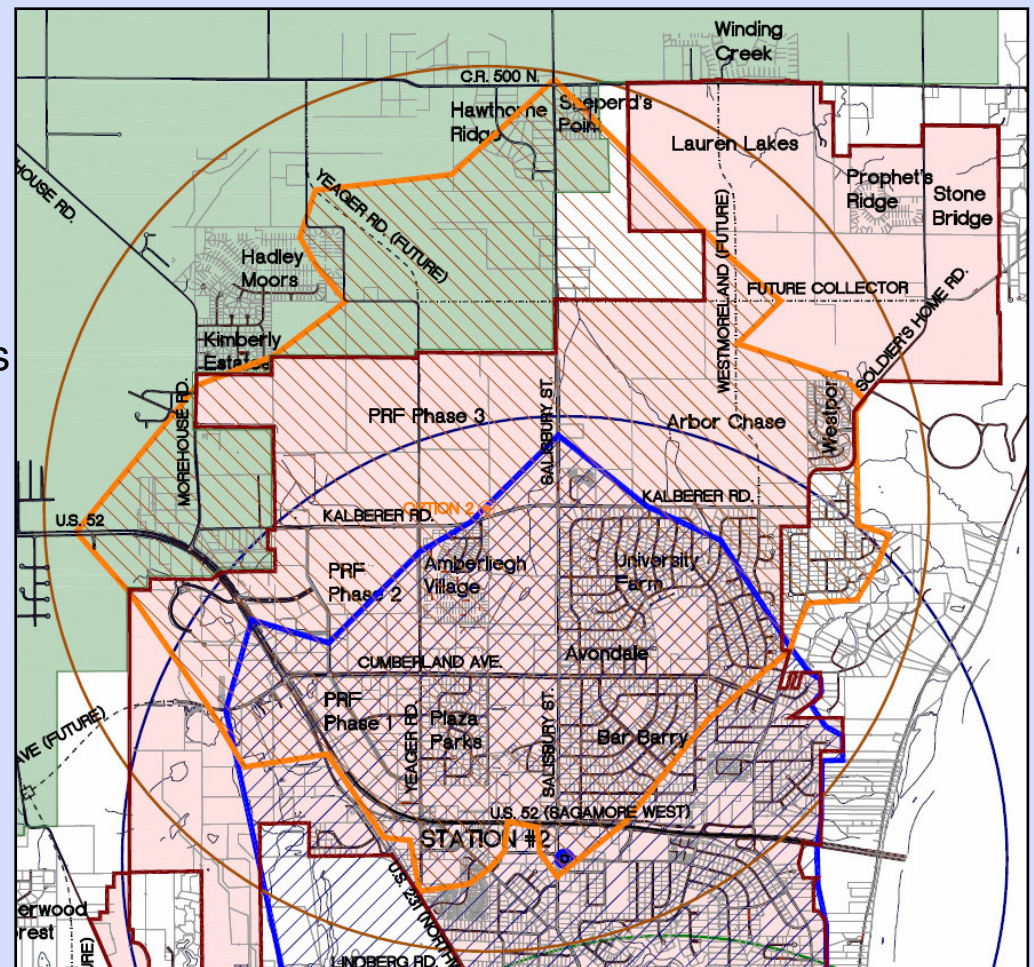 Winding
Creek
C.R. 500 N.
Hawthorne
Ridge
Sheperd's
Point
Lauren Lakes
Prophet's
Ridge
Stone
Bridge
HOUSE RD.
YEAGER RD. (FUTURE)
WESTMORELAND (FUTURE)
Hadley
Moors
FUTURE COLLECTOR
SOLDIER'S HOME RD.
Kimberly
Estates
s
MOREHOUSE RD.
PRF Phase 3
SALISBURY ST.
Arbor Chase
Westpor
KALBERER RD.
OPTION 2
KALBERER RD.
U.S. 52
PRF
Phase 2
Amberliegh
Village
University
Farm
CUMBERLAND AVE.
Avondale
PRF
Phase 1
YEAGER RD.
Plaza
Parks
SALISBURY ST.
Bar Barry
AVE (FUTURE)
U.S. 52 (SAGAMORE WEST)
STATION #2
U.S. 231 (NORTHW
erwood
orest
URE)
LINDBERG RD.